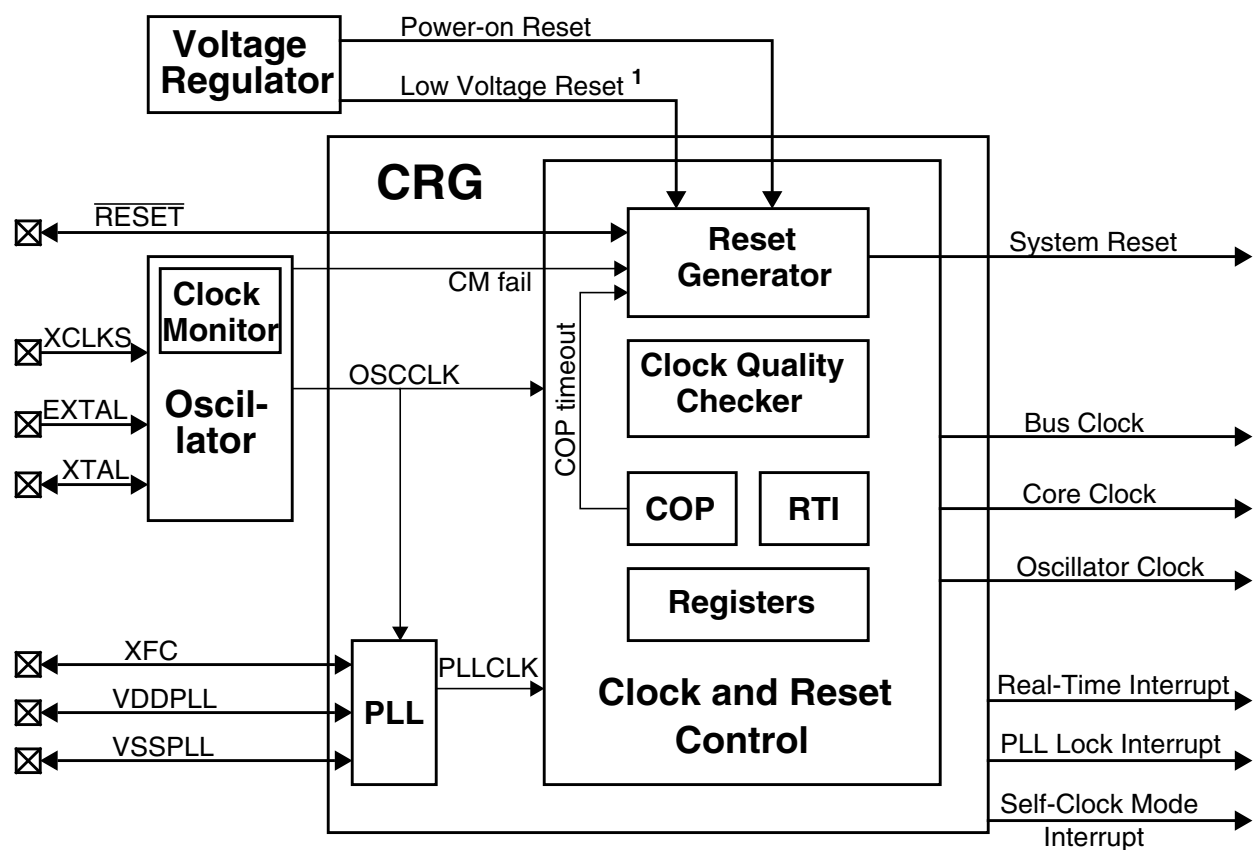 Voltage
Regulator
Power-on Reset
Low Voltage Reset 1
CRG
RESET
Reset
Generator
System Reset
CM fail
Clock
Monitor
XCLKS
OSCCLK
COP timeout
Clock Quality
Checker
EXTAL
Oscil-
lator
XTAL
Bus Clock
COP
RTI
Core Clock
Oscillator Clock
Registers
XFC
VDDPLL
VSSPLL
PLL
PLLCLK
Clock and Reset
Control
Real-Time Interrupt
PLL Lock Interrupt
Self-Clock Mode
Interrupt